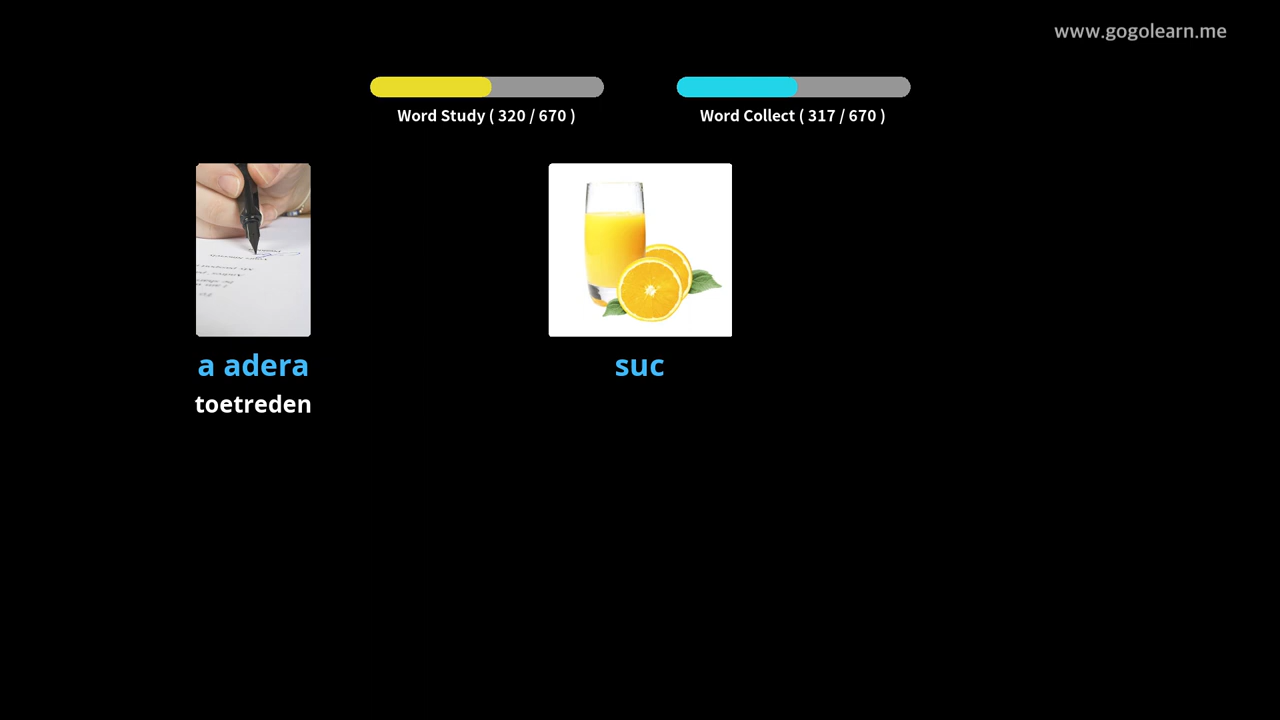 www.gogolearn.me
Word Study ( 320 / 670 )
Word Collect ( 317 / 670 )
a adera
suc
toetreden